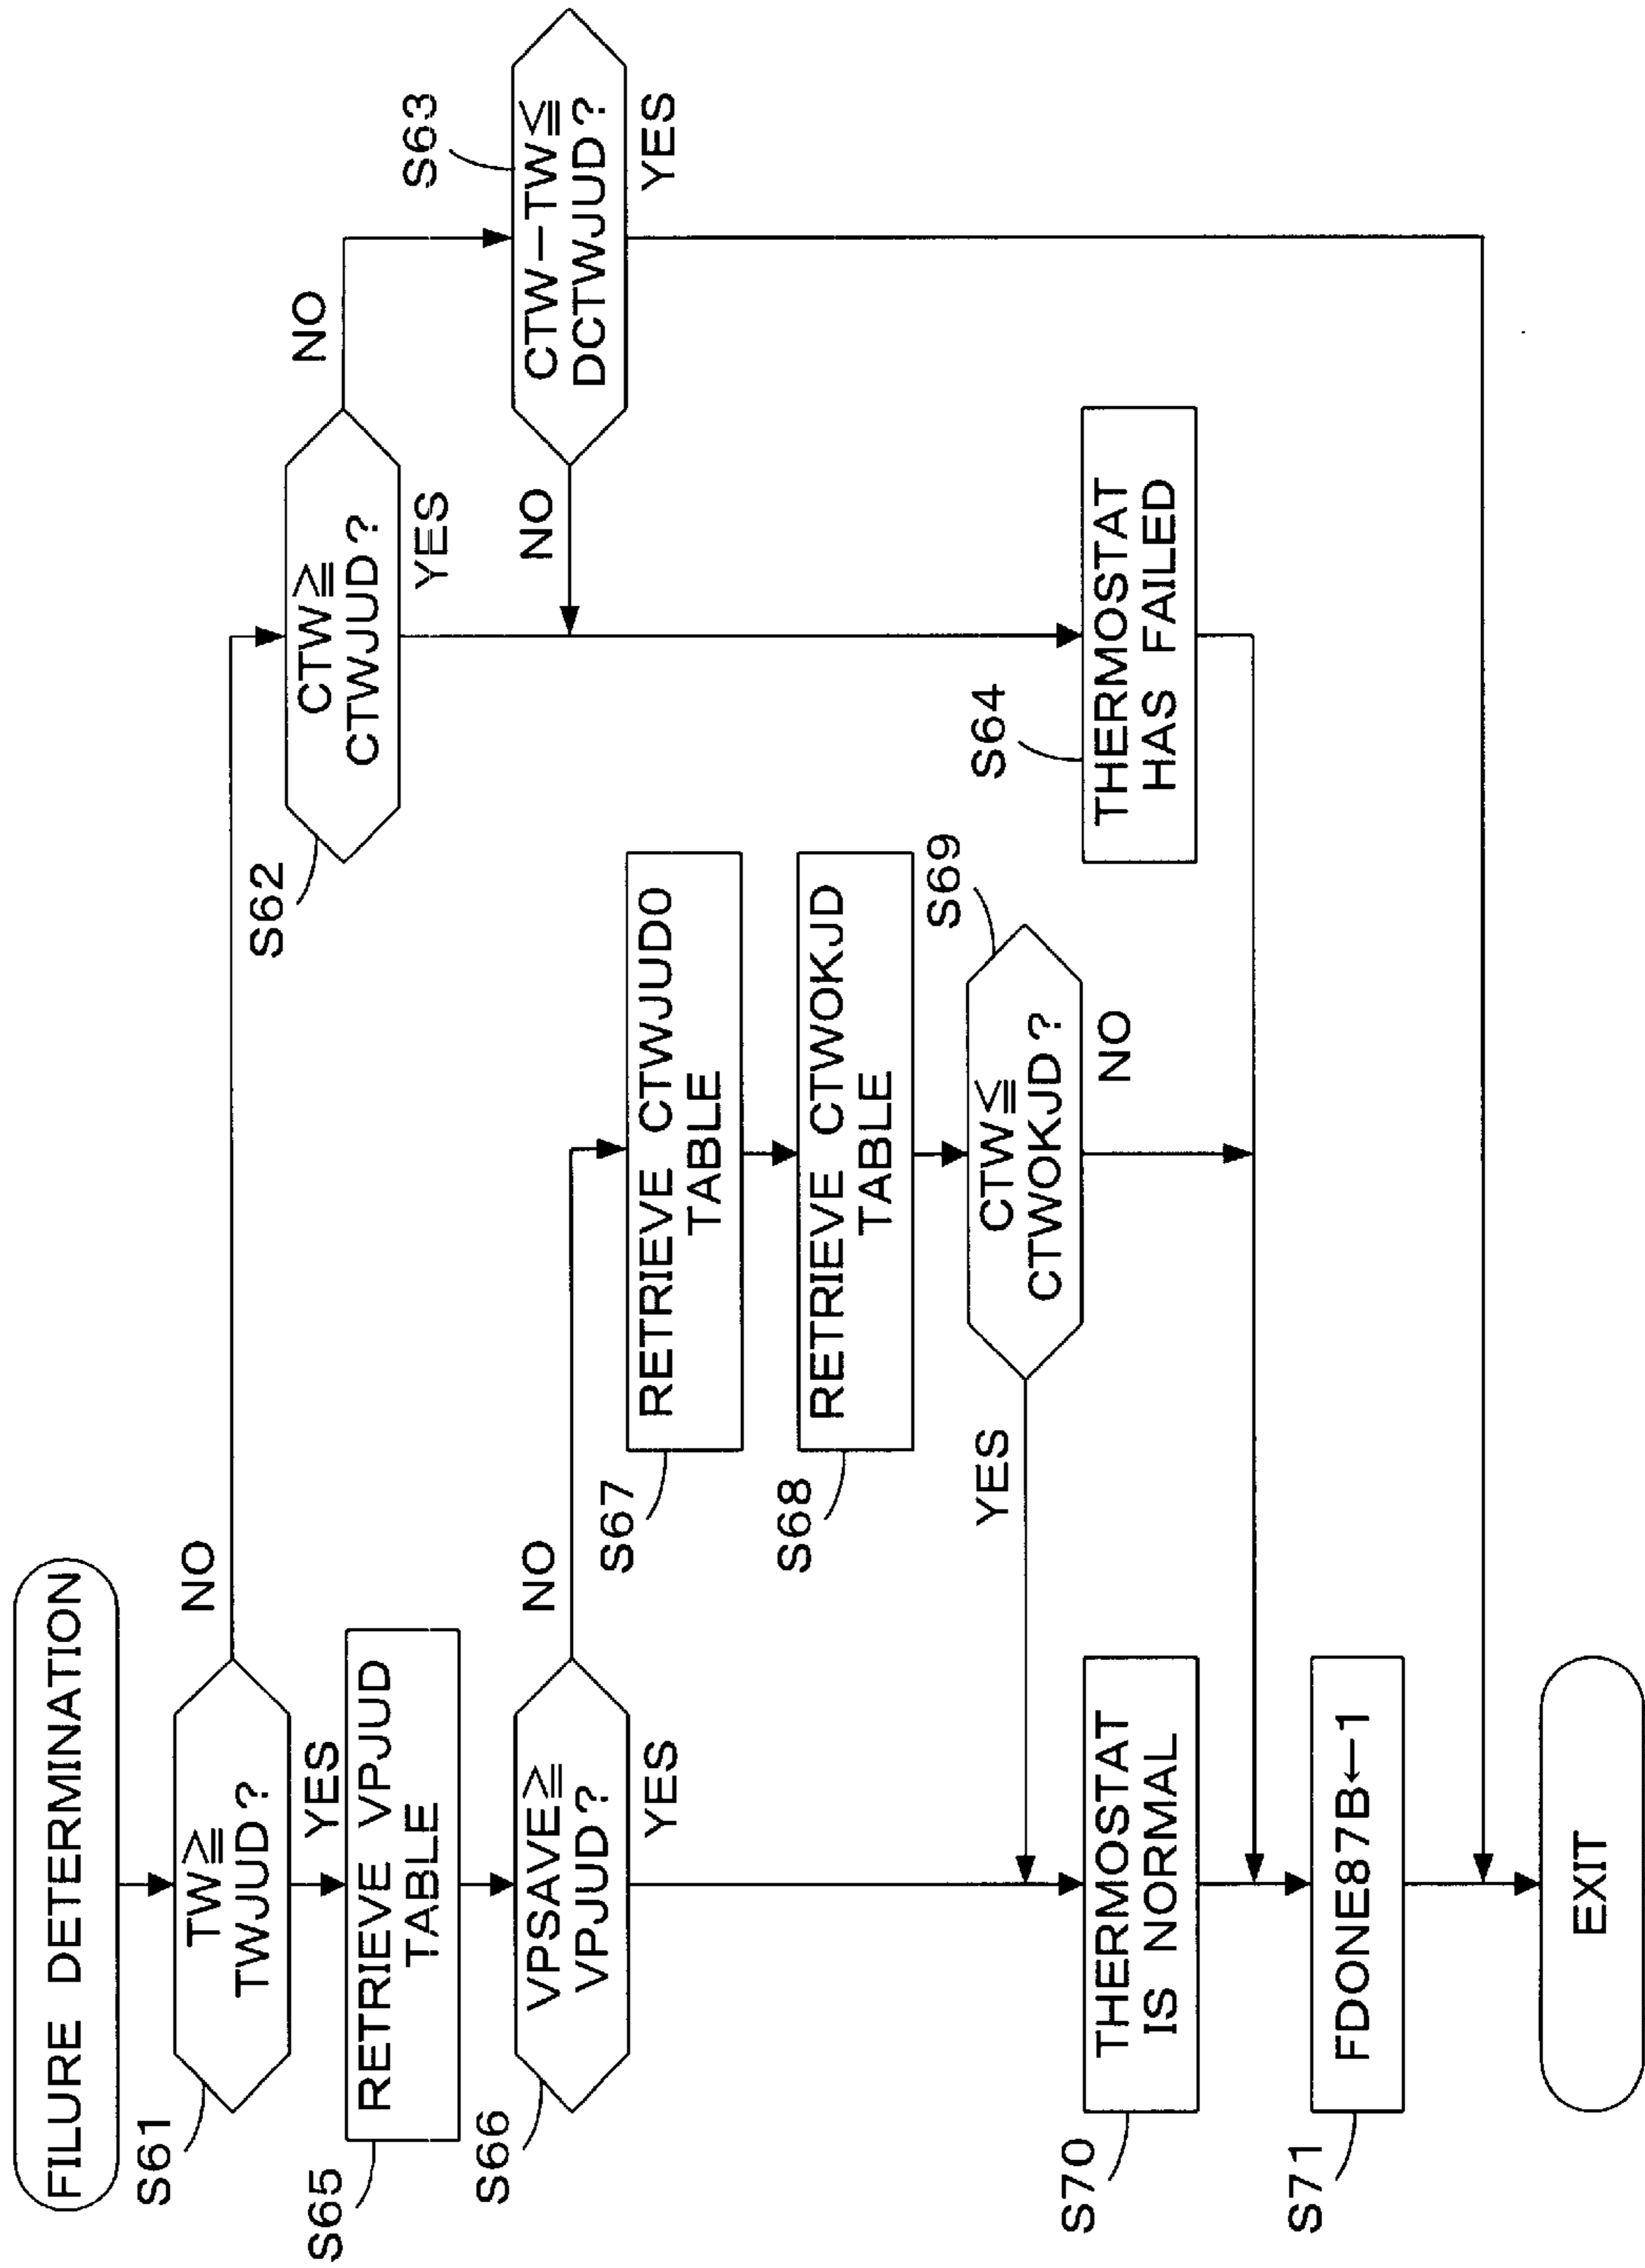 FILURE DETERMINATION
S61
TW≧
TWJUD?
NO
YES
S62
CTW≧
CTWJUD?
NO
YES
S63
CTW−TW≦
DCTWJUD?
NO
YES
S65
RETRIEVE VPJUD
TABLE
S66
VPSAVE≧
VPJUD?
NO
YES
S67
RETRIEVE CTWJUD0
TABLE
S68
RETRIEVE CTWOKJD
TABLE
S69
CTW≦
CTWOKJD?
YES
NO
S64
THERMOSTAT
HAS FAILED
S70
THERMOSTAT
IS NORMAL
S71
FDONE87B←1
EXIT